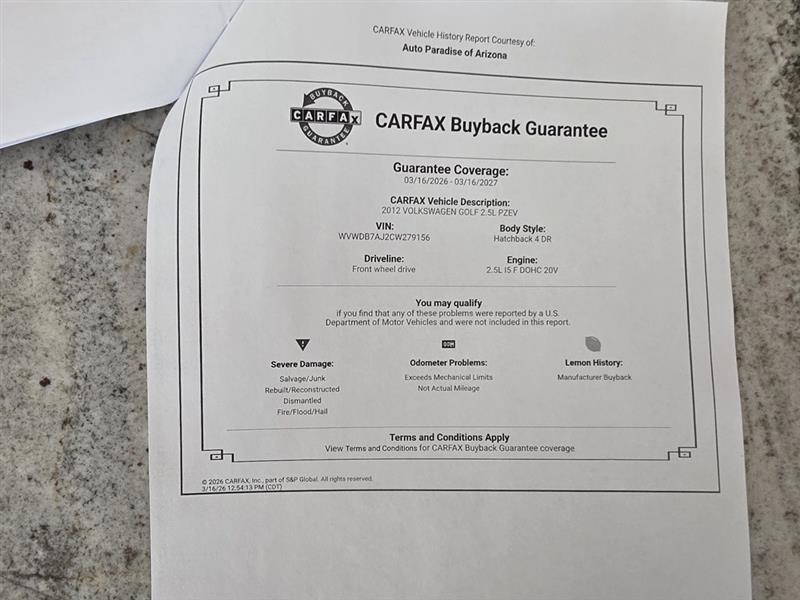 CARFAX Vehicle History Report Courtesy of:
Auto Paradise of Arizona
BUYBACK
CARFAX
GUARANTEE
CARFAX Buyback Guarantee
Guarantee Coverage:
03/16/2026 - 03/16/2027
CARFAX Vehicle Description:
2012 VOLKSWAGEN GOLF 2.5L PZEV
VIN:
WVWDB7AJ2CW279156
Body Style:
Hatchback 4 DR
Driveline:
Front wheel drive
Engine:
2.5L I5 F DOHC 20V
You may qualify
if you find that any of these problems were reported by a U.S.
Department of Motor Vehicles and were not included in this report.
Severe Damage:
Salvage/Junk
Rebuilt/Reconstructed
Dismantled
Fire/Flood/Hail
Odometer Problems:
Exceeds Mechanical Limits
Not Actual Mileage
Lemon History:
Manufacturer Buyback
Terms and Conditions Apply
View Terms and Conditions for CARFAX Buyback Guarantee coverage
© 2026 CARFAX, Inc., part of S&P Global. All rights reserved.
3/16/26 12:54:13 PM (CDT)